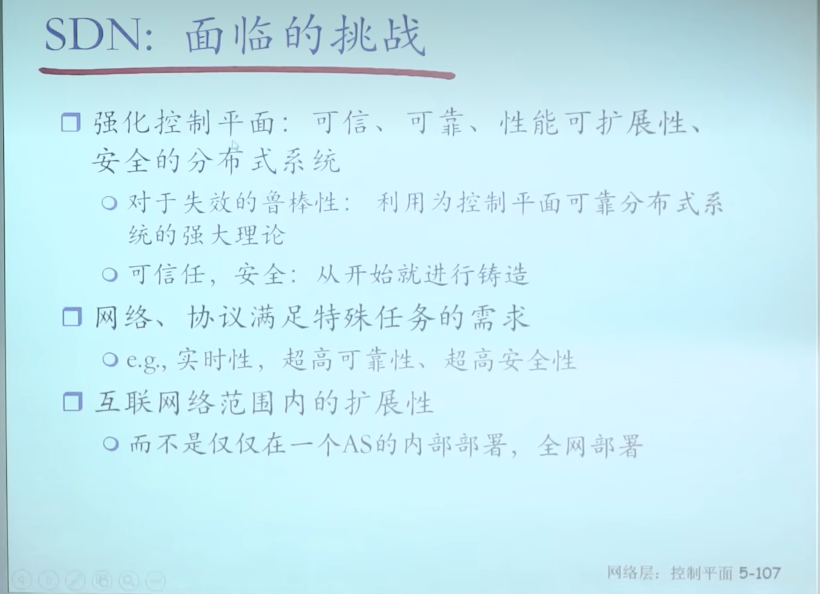 SDN: 面临的挑战
强化控制平面：可信、可靠、性能可扩展性、
安全的分布式系统
对于失效的鲁棒性： 利用为控制平面可靠分布式系
统的强大理论
可信任，安全：从开始就进行铸造
网络、协议满足特殊任务的需求
e.g., 实时性，超高可靠性、超高安全性
互联网络范围内的扩展性
而不是仅仅在一个AS的内部部署，全网部署
网络层：控制平面 5-107